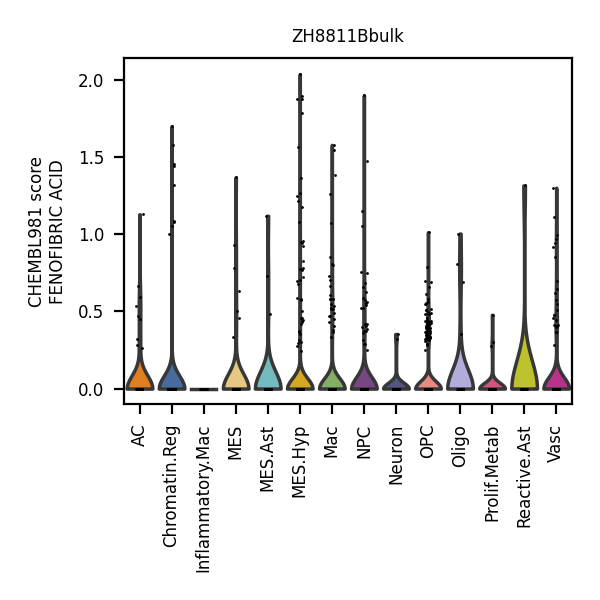 ZH8811Bbulk
CHEMBL981 score
FENOFIBRIC ACID
2.0
1.5
1.0
0.5
0.0
AC
Chromatin.Reg
Inflammatory.Mac
MES
MES.Ast
MES.Hyp
Mac
NPC
Neuron
OPC
Oligo
Prolif.Metab
Reactive.Ast
Vasc